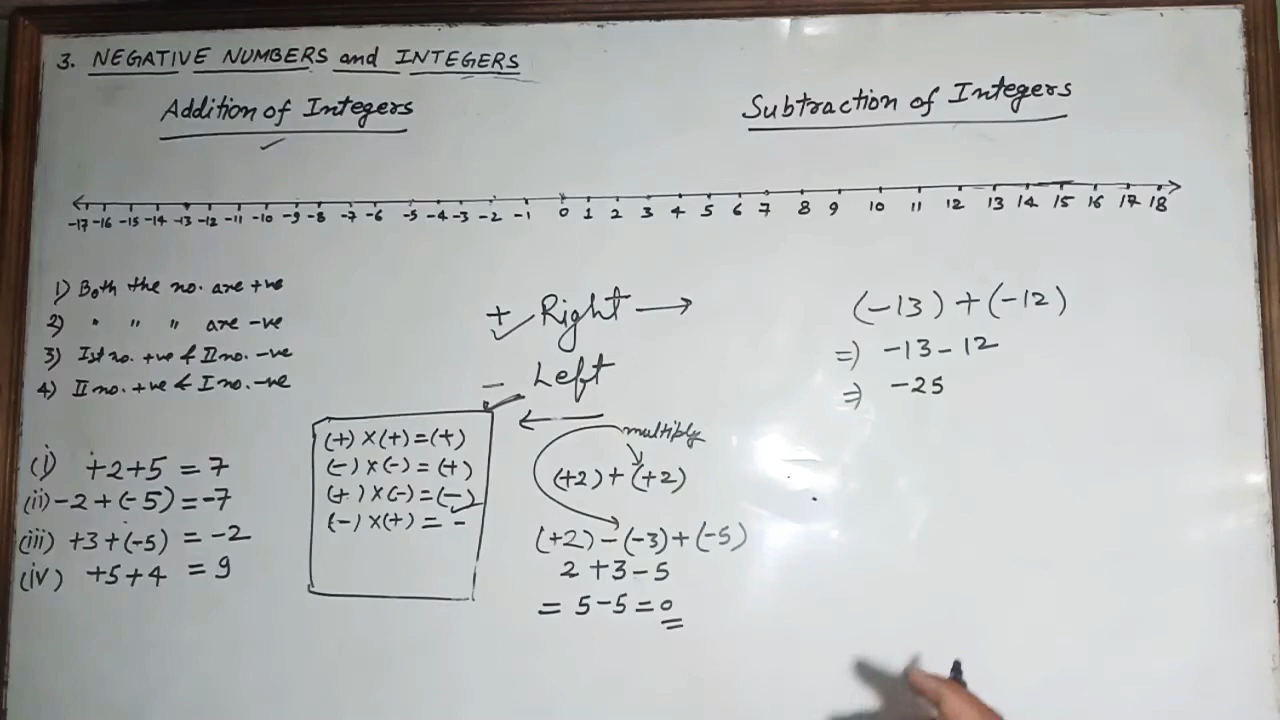 3. NEGATIVE NUMBERS and INTEGERS
Addition of Integers
Subtraction of Integers
-17 -16 -15 -14 -13 -12 -11 -10 -9 -8 -7 -6 -5 -4 -3 -2 -1 0 1 2 3 4 5 6 7 8 9 10 11 12 13 14 15 16 17 18
1) Both the no. are +ve
2) " " " are -ve
3) Ist no. +ve & II no. -ve
4) II no. +ve & I no. -ve
(i) +2+5 = 7
(ii) -2+(-5) = -7
(iii) +3+(-5) = -2
(iv) +5+4 = 9
(+)×(+)=(+)
(-)×(-)=(+)
(+)×(-)=(-)
(-)×(+)= -
+ Right →
- Left
←
multiply
(+2)+(+2)
(+2)-(-3)+(-5)
2+3-5
= 5-5=0
(-13)+(-12)
=) -13-12
=) -25